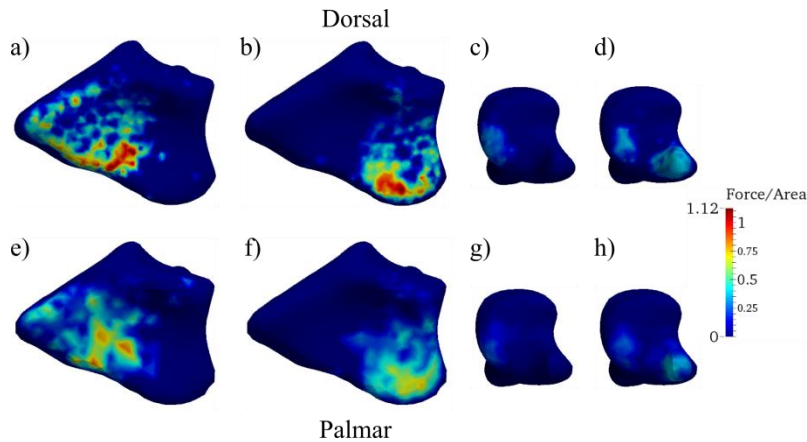 Dorsal
a) b) c) d)
Force/Area
1.12
1
0.75
0.5
0.25
0
e) f) g) h)
Palmar